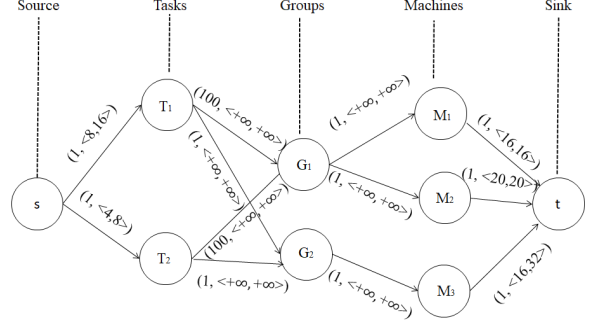 Source Tasks Groups Machines Sink
T1
(100, <+∞, +∞>)
(1, <+∞, +∞>)
M1
(1, <8,16>)
(1, <+∞, +∞>)
(1, <16,16>)
G1
(1, <+∞, +∞>)
(1, <20,20>
s
(1, <4,8>)
M2
t
(100, <+∞, +∞>)
T2
G2
(1, <+∞, +∞>)
(1, <+∞, +∞>)
M3
(1, <16,32>)